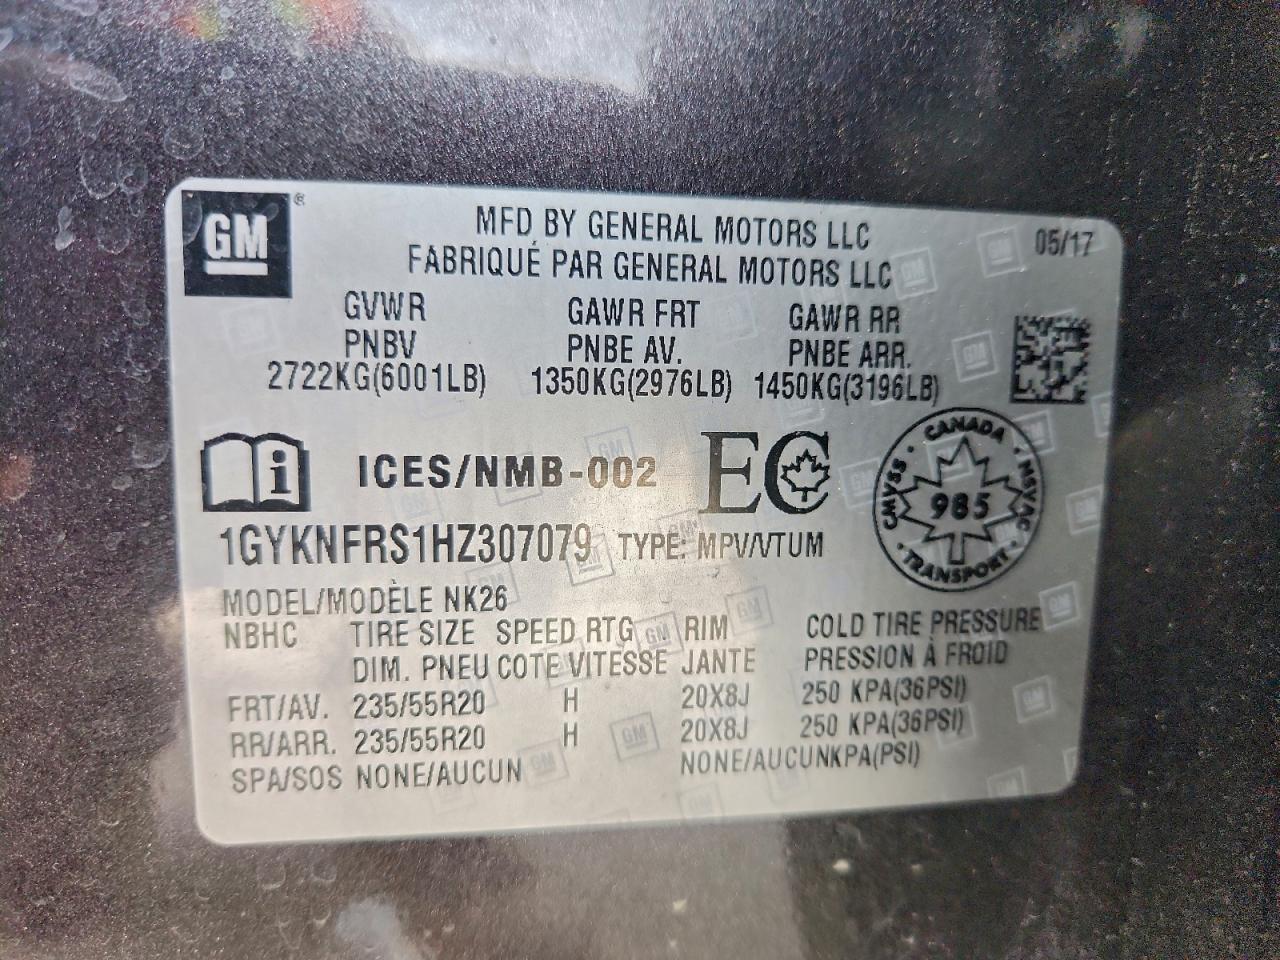 GM ®
MFD BY GENERAL MOTORS LLC 05/17
FABRIQUÉ PAR GENERAL MOTORS LLC
GVWR GAWR FRT GAWR RR
PNBV PNBE AV. PNBE ARR.
2722KG(6001LB) 1350KG(2976LB) 1450KG(3196LB)
i ICES/NMB-002 EC
CANADA
CMVSS 985 NSVAC
TRANSPORT
1GYKNFRS1HZ307079 TYPE: MPV/VTUM
MODEL/MODÈLE NK26
NBHC TIRE SIZE SPEED RTG RIM COLD TIRE PRESSURE
DIM. PNEU COTE VITESSE JANTE PRESSION À FROID
FRT/AV. 235/55R20 H 20X8J 250 KPA(36PSI)
RR/ARR. 235/55R20 H 20X8J 250 KPA(36PSI)
SPA/SOS NONE/AUCUN NONE/AUCUNKPA(PSI)